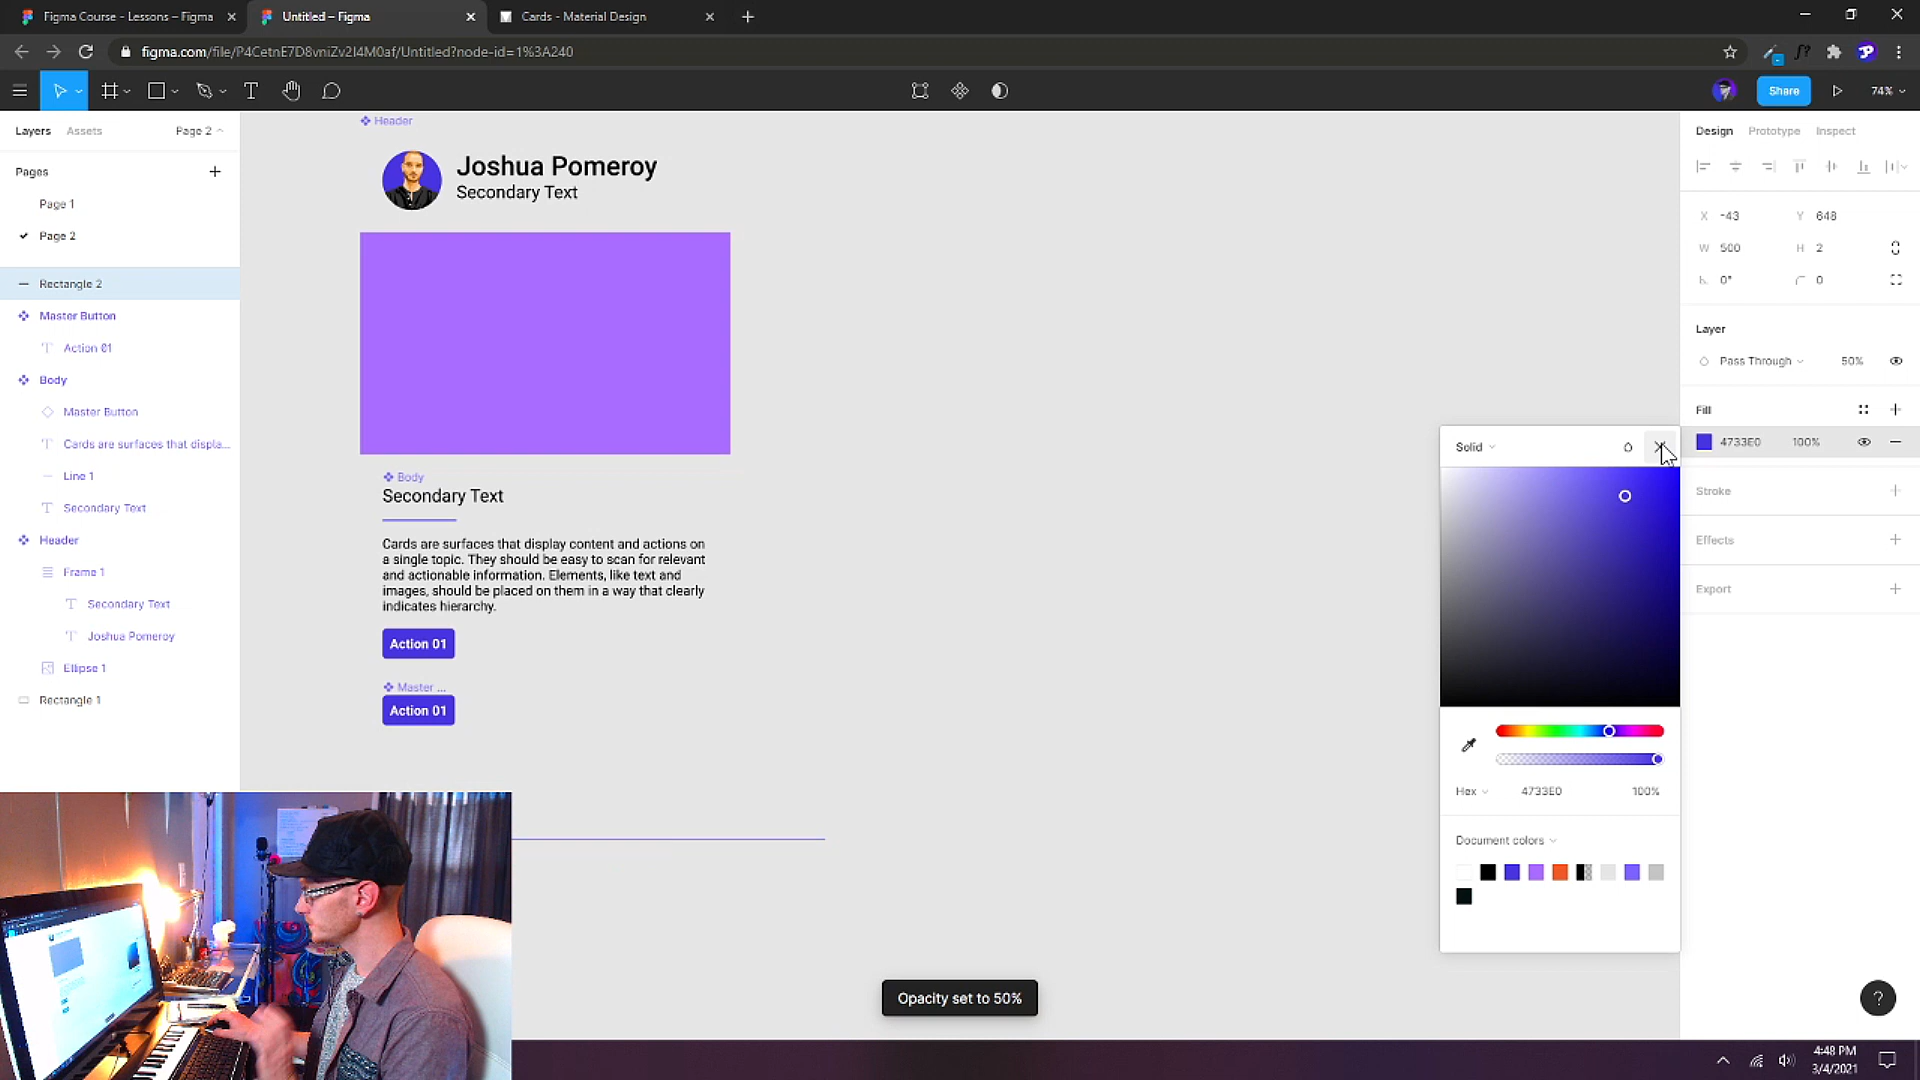 Figma Course - Lessons – Figma
Untitled – Figma
Cards - Material Design
figma.com/file/P4CetnE7D8vniZv2I4M0af/Untitled?node-id=1%3A240
Share
74%
Layers
Assets
Page 2
Pages
Page 1
Page 2
Rectangle 2
Master Button
Action 01
Body
Master Button
Cards are surfaces that displa...
Line 1
Secondary Text
Header
Frame 1
Secondary Text
Joshua Pomeroy
Ellipse 1
Rectangle 1
Header
Joshua Pomeroy
Secondary Text
Body
Secondary Text
Cards are surfaces that display content and actions on
a single topic. They should be easy to scan for relevant
and actionable information. Elements, like text and
images, should be placed on them in a way that clearly
indicates hierarchy.
Action 01
Master ...
Action 01
Opacity set to 50%
Solid
Hex
4733E0
100%
Document colors
Design
Prototype
Inspect
X -43
Y 648
W 500
H 2
0°
0
Layer
Pass Through
50%
Fill
4733E0
100%
Stroke
Effects
Export
?
4:48 PM
3/4/2021